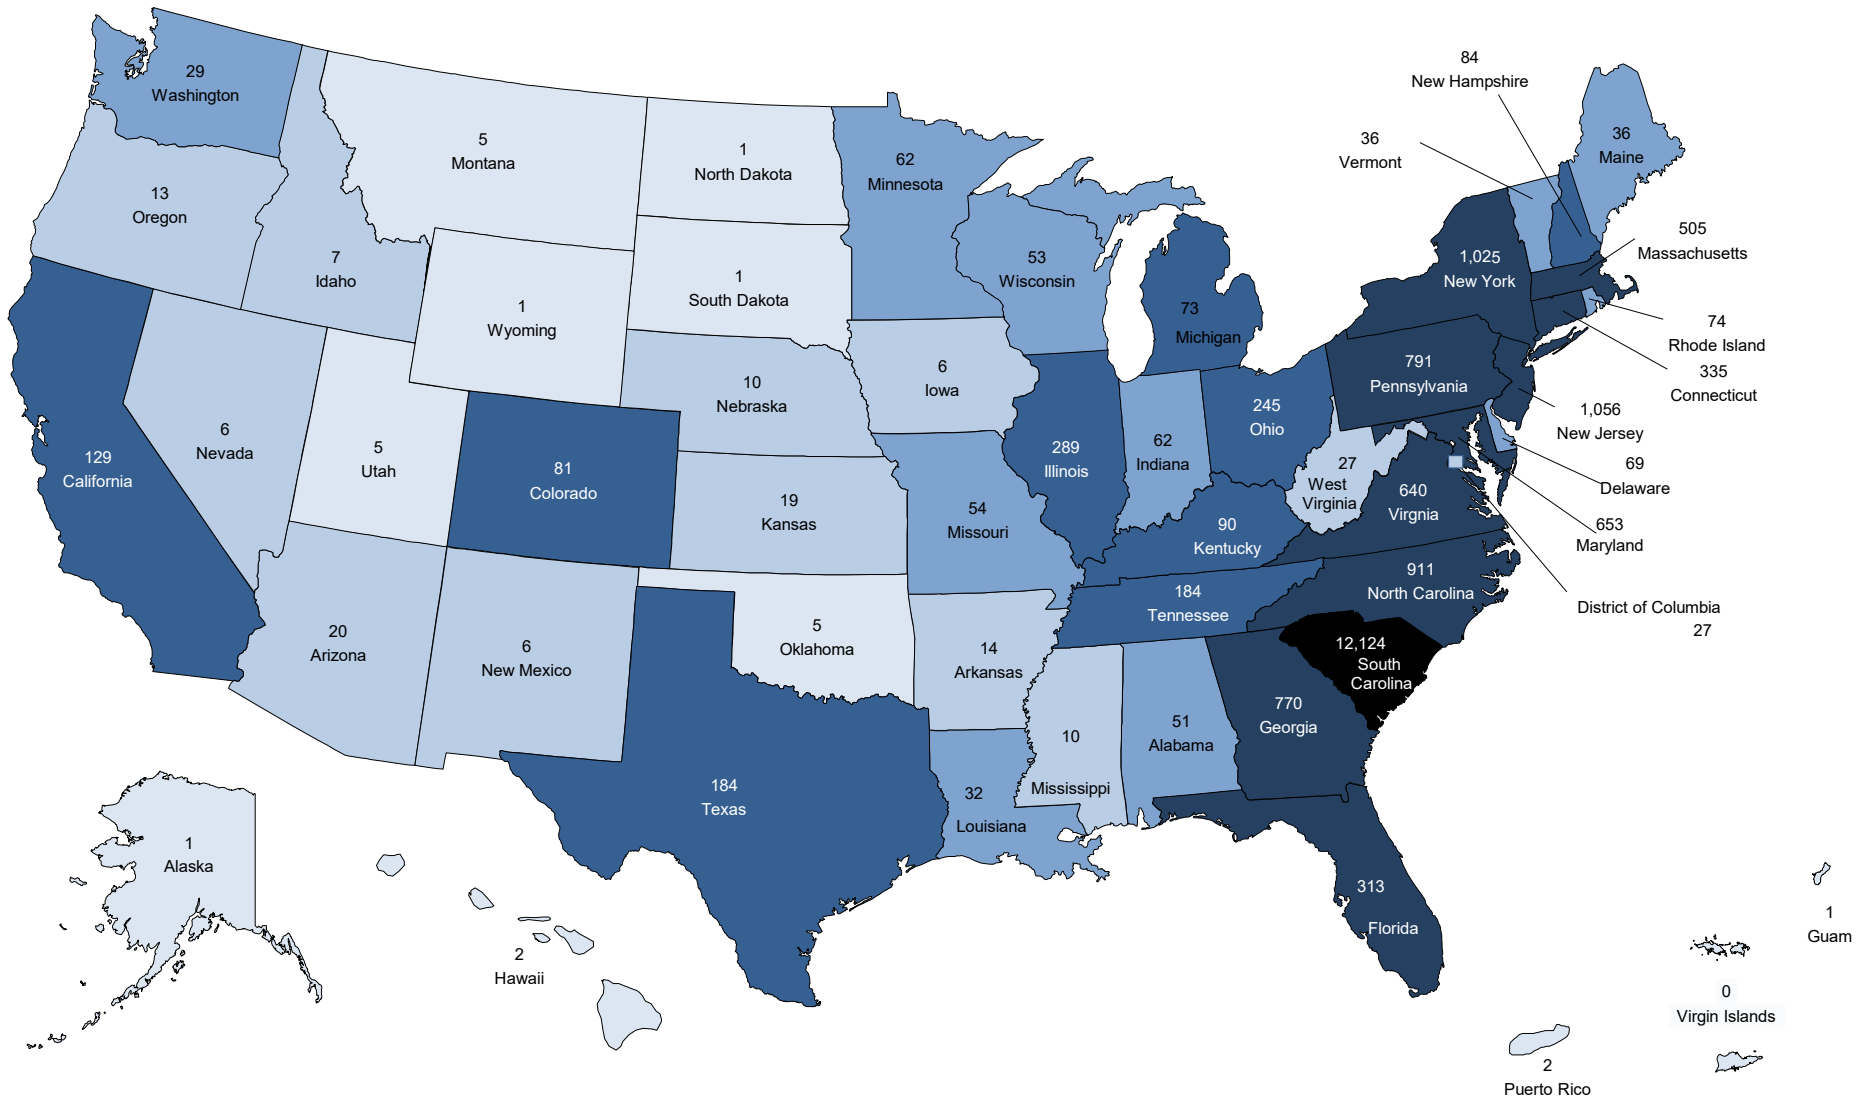 29
Washington
13
Oregon
7
Idaho
5
Montana
1
Wyoming
1
North Dakota
1
South Dakota
62
Minnesota
53
Wisconsin
73
Michigan
10
Nebraska
6
Iowa
129
California
6
Nevada
5
Utah
81
Colorado
19
Kansas
54
Missouri
289
Illinois
62
Indiana
245
Ohio
20
Arizona
6
New Mexico
5
Oklahoma
14
Arkansas
184
Texas
32
Louisiana
10
Mississippi
51
Alabama
184
Tennessee
90
Kentucky
27
West
Virginia
640
Virgnia
911
North Carolina
12,124
South
Carolina
770
Georgia
313
Florida
791
Pennsylvania
1,025
New York
36
Vermont
84
New Hampshire
36
Maine
505
Massachusetts
74
Rhode Island
335
Connecticut
1,056
New Jersey
69
Delaware
653
Maryland
District of Columbia
27
1
Alaska
2
Hawaii
1
Guam
0
Virgin Islands
2
Puerto Rico